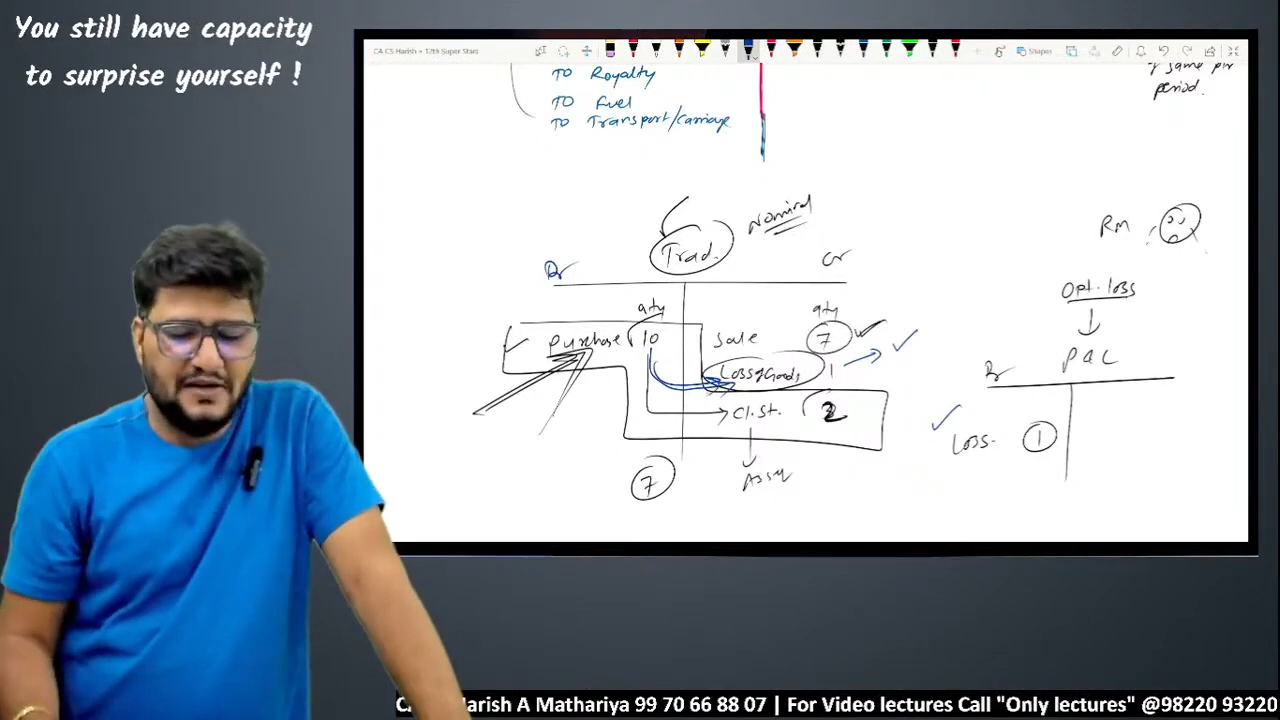 You still have capacity
to surprise yourself !
CA CS Harish - 12th Super Stars
Shapes
TO Royalty
TO Fuel
TO Transport/carriage
of same
period.
Trad.
Nominal
Dr
Cr
qty
qty
Purchase 10
Sale 7
Loss of Goods 1
Cl. St. 2
7
Asset
RM
Opt. loss
Dr
P&L
Loss 1
Harish A Mathariya 99 70 66 88 07 | For Video lectures Call "Only lectures" @98220 93220